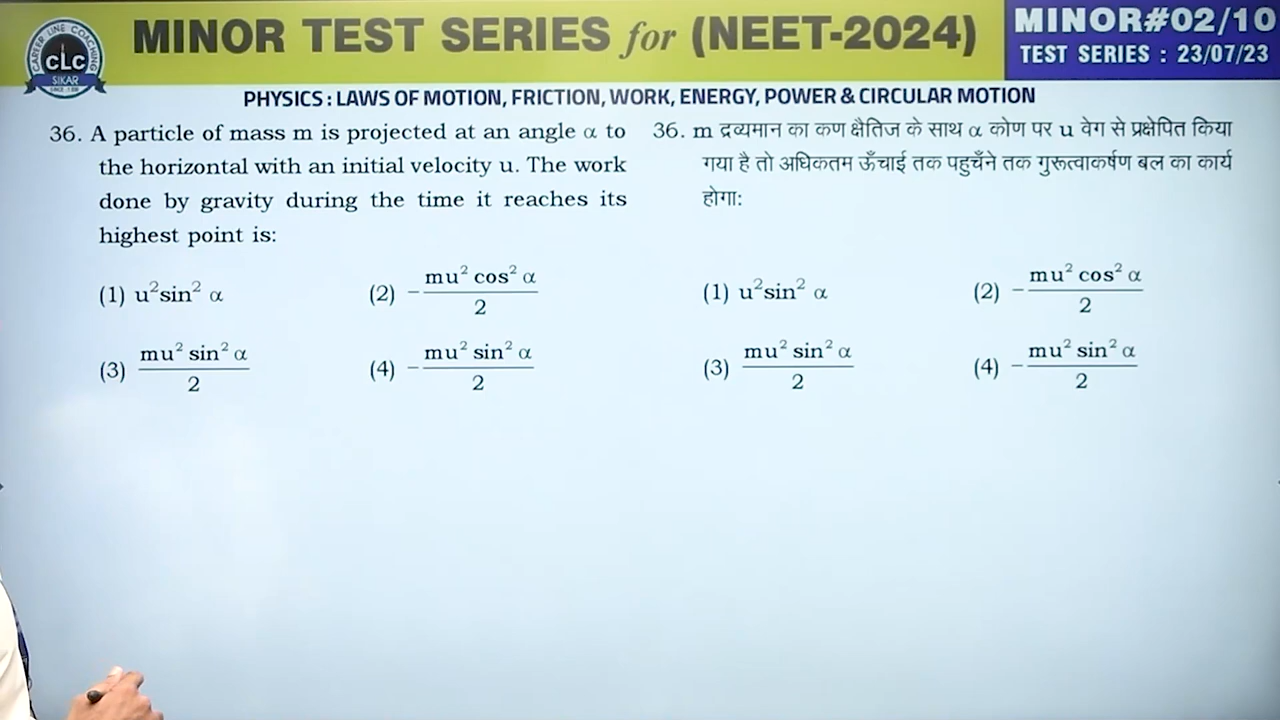 CAREER LINE COACHING
CLC
SIKAR
SINCE : 1996
MINOR TEST SERIES for (NEET-2024)
MINOR#02/10
TEST SERIES : 23/07/23
PHYSICS : LAWS OF MOTION, FRICTION, WORK, ENERGY, POWER & CIRCULAR MOTION
36. A particle of mass m is projected at an angle α to
the horizontal with an initial velocity u. The work
done by gravity during the time it reaches its
highest point is:
(1) u²sin² α
(2) −mu² cos² α / 2
(3) mu² sin² α / 2
(4) −mu² sin² α / 2
36. m द्रव्यमान का कण क्षैतिज के साथ α कोण पर u वेग से प्रक्षेपित किया
गया है तो अधिकतम ऊँचाई तक पहुचँने तक गुरूत्वाकर्षण बल का कार्य
होगा:
(1) u²sin² α
(2) −mu² cos² α / 2
(3) mu² sin² α / 2
(4) −mu² sin² α / 2